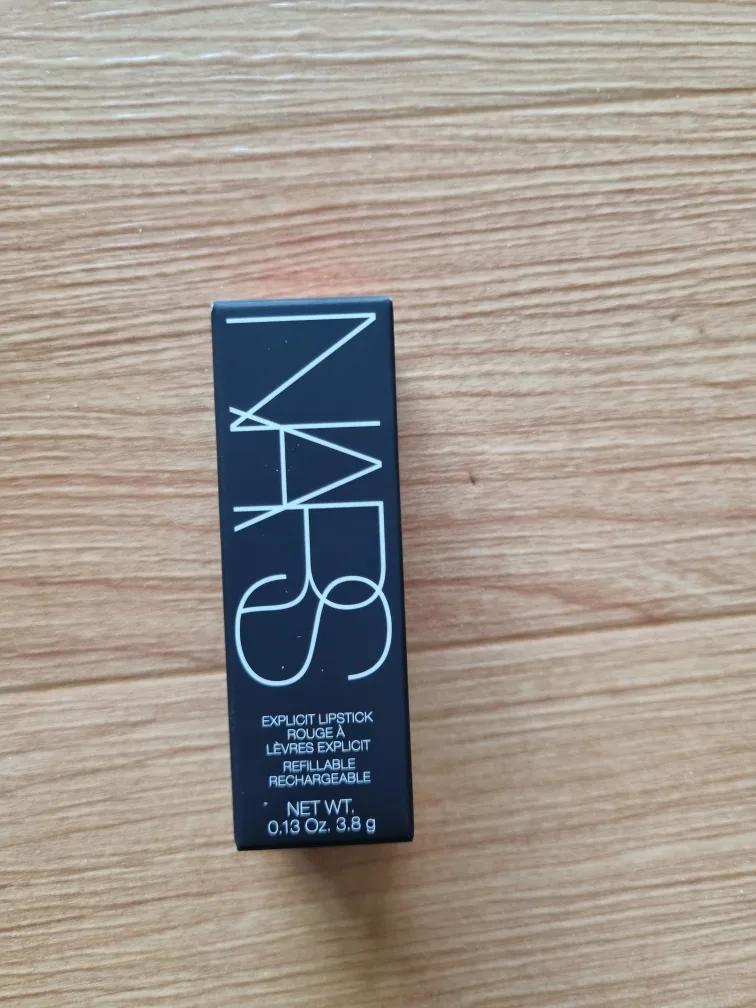 NARS
EXPLICIT LIPSTICK
ROUGE À
LÈVRES EXPLICIT
REFILLABLE
RECHARGEABLE
NET WT.
0.13 Oz. 3.8 g